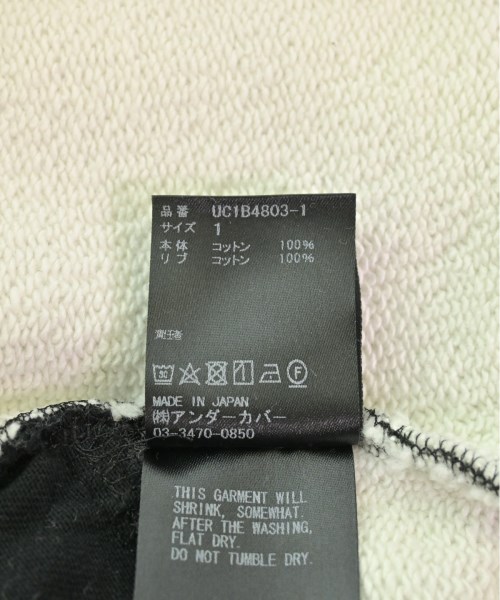 品番 UC1B4803-1
サイズ 1
本体 コットン 100%
リブ コットン 100%
MADE IN JAPAN
㈱アンダーカバー
03-3470-0850
THIS GARMENT WILL
SHRINK, SOMEWHAT.
AFTER THE WASHING,
FLAT DRY.
DO NOT TUMBLE DRY.